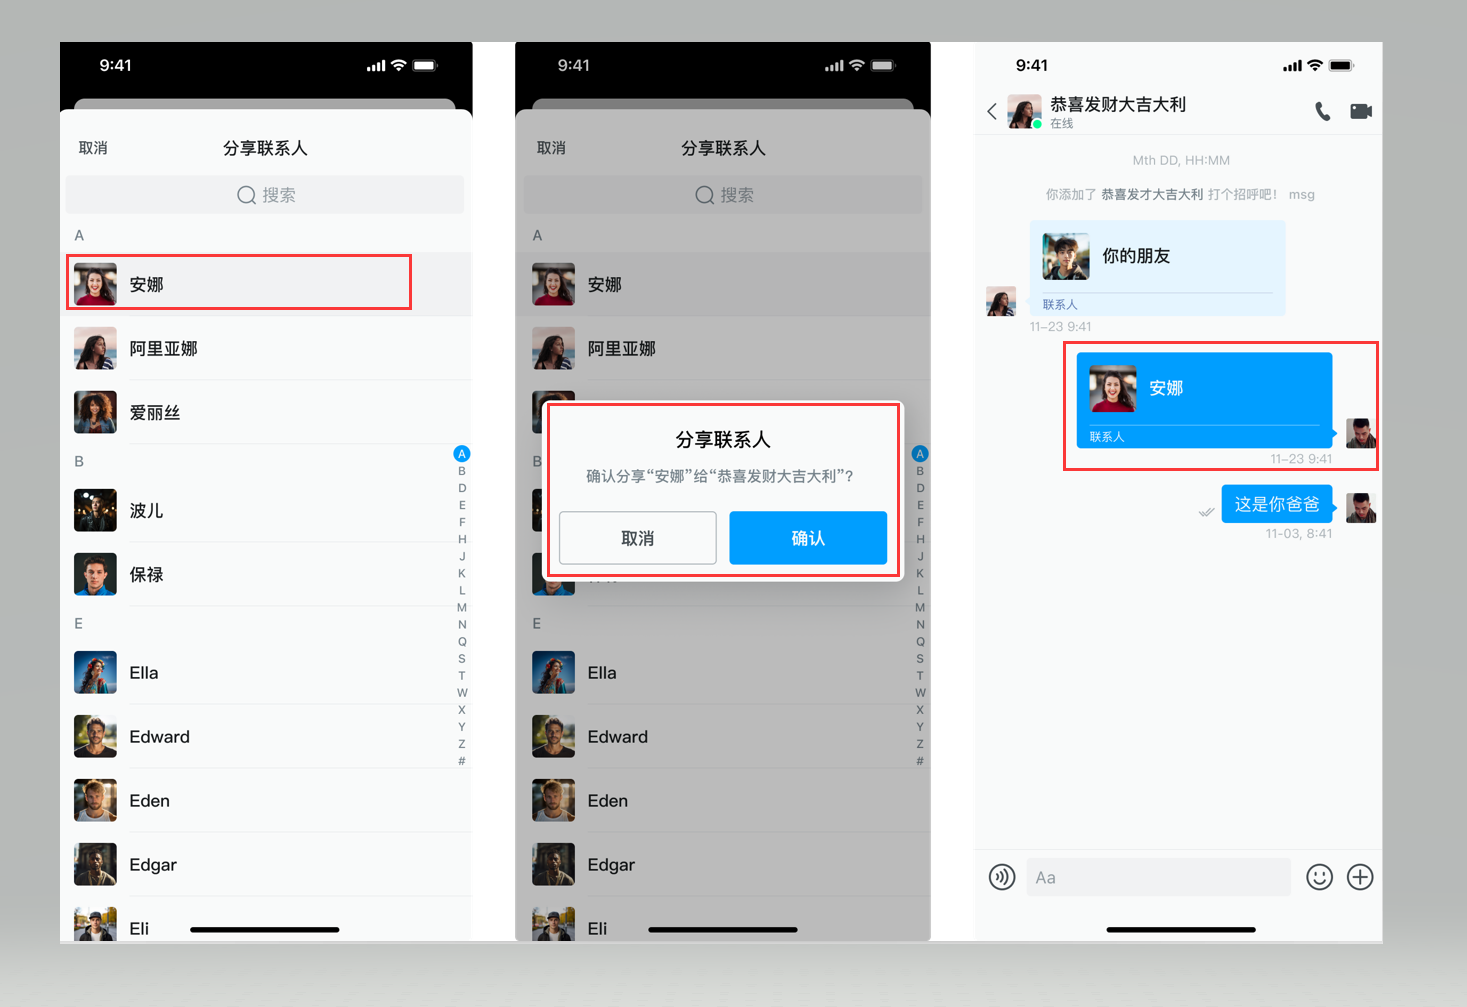 9:41
取消
分享联系人
搜索
A
安娜
阿里亚娜
爱丽丝
B
波儿
保禄
E
Ella
Edward
Eden
Edgar
Eli
A
B
D
E
F
H
J
K
L
M
N
Q
S
T
W
X
Y
Z
#
9:41
取消
分享联系人
搜索
A
安娜
阿里亚娜
B
分享联系人
确认分享“安娜”给“恭喜发财大吉大利”？
取消
确认
E
Ella
Edward
Eden
Edgar
Eli
A
B
D
E
F
H
J
K
L
M
N
Q
S
T
W
X
Y
Z
#
9:41
恭喜发财大吉大利
在线
Mth DD, HH:MM
你添加了 恭喜发才大吉大利 打个招呼吧！ msg
你的朋友
联系人
11-23 9:41
安娜
联系人
11-23 9:41
这是你爸爸
11-03, 8:41
Aa